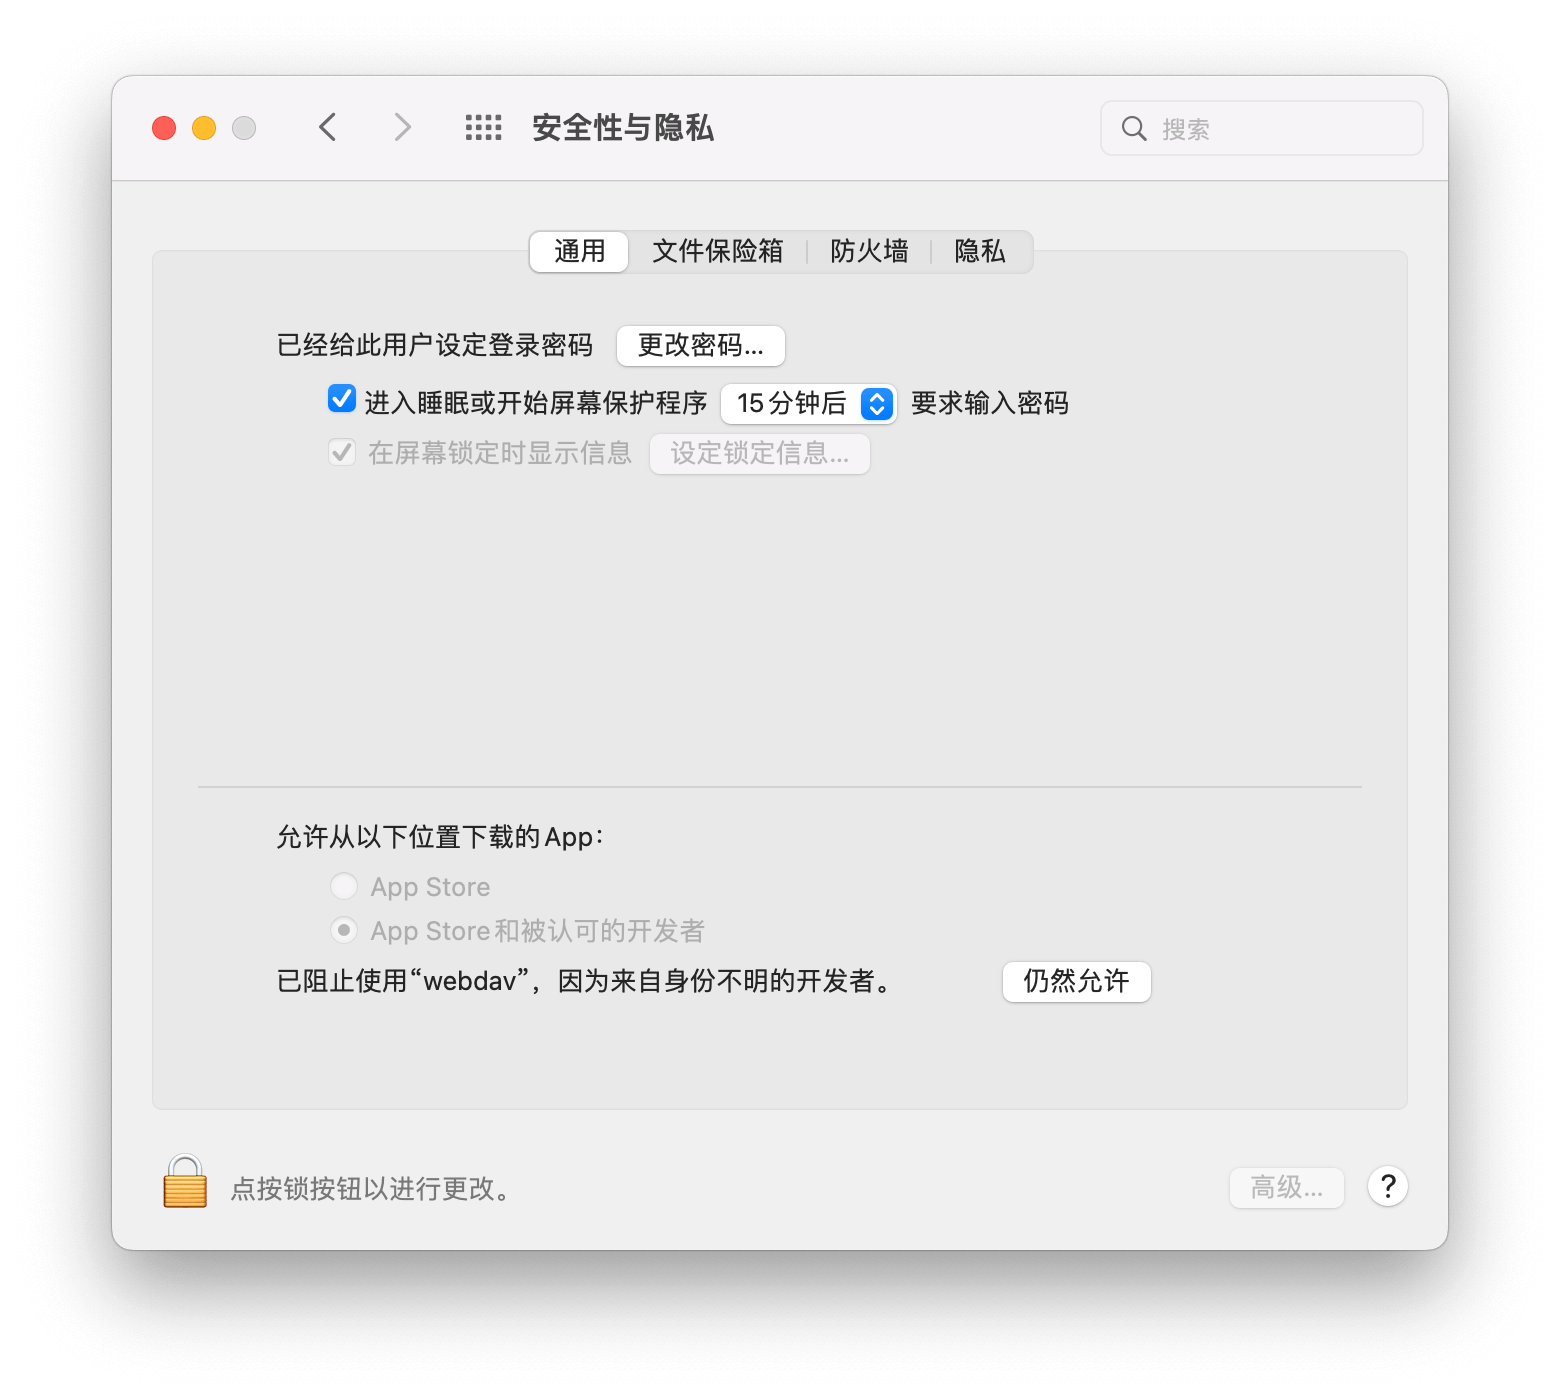 安全性与隐私
搜索
通用 文件保险箱 防火墙 隐私
已经给此用户设定登录密码 更改密码...
进入睡眠或开始屏幕保护程序 15分钟后 要求输入密码
在屏幕锁定时显示信息 设定锁定信息...
允许从以下位置下载的App：
App Store
App Store和被认可的开发者
已阻止使用“webdav”，因为来自身份不明的开发者。 仍然允许
点按锁按钮以进行更改。
高级... ?